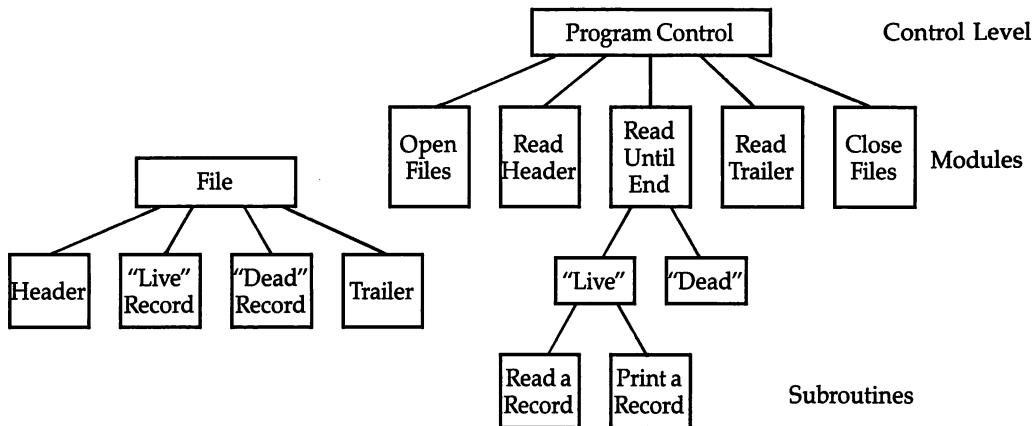 Program Control
Control Level
Open
Files
Read
Header
Read
Until
End
Read
Trailer
Close
Files
Modules
File
Header
“Live”
Record
“Dead”
Record
Trailer
“Live”
“Dead”
Read a
Record
Print a
Record
Subroutines